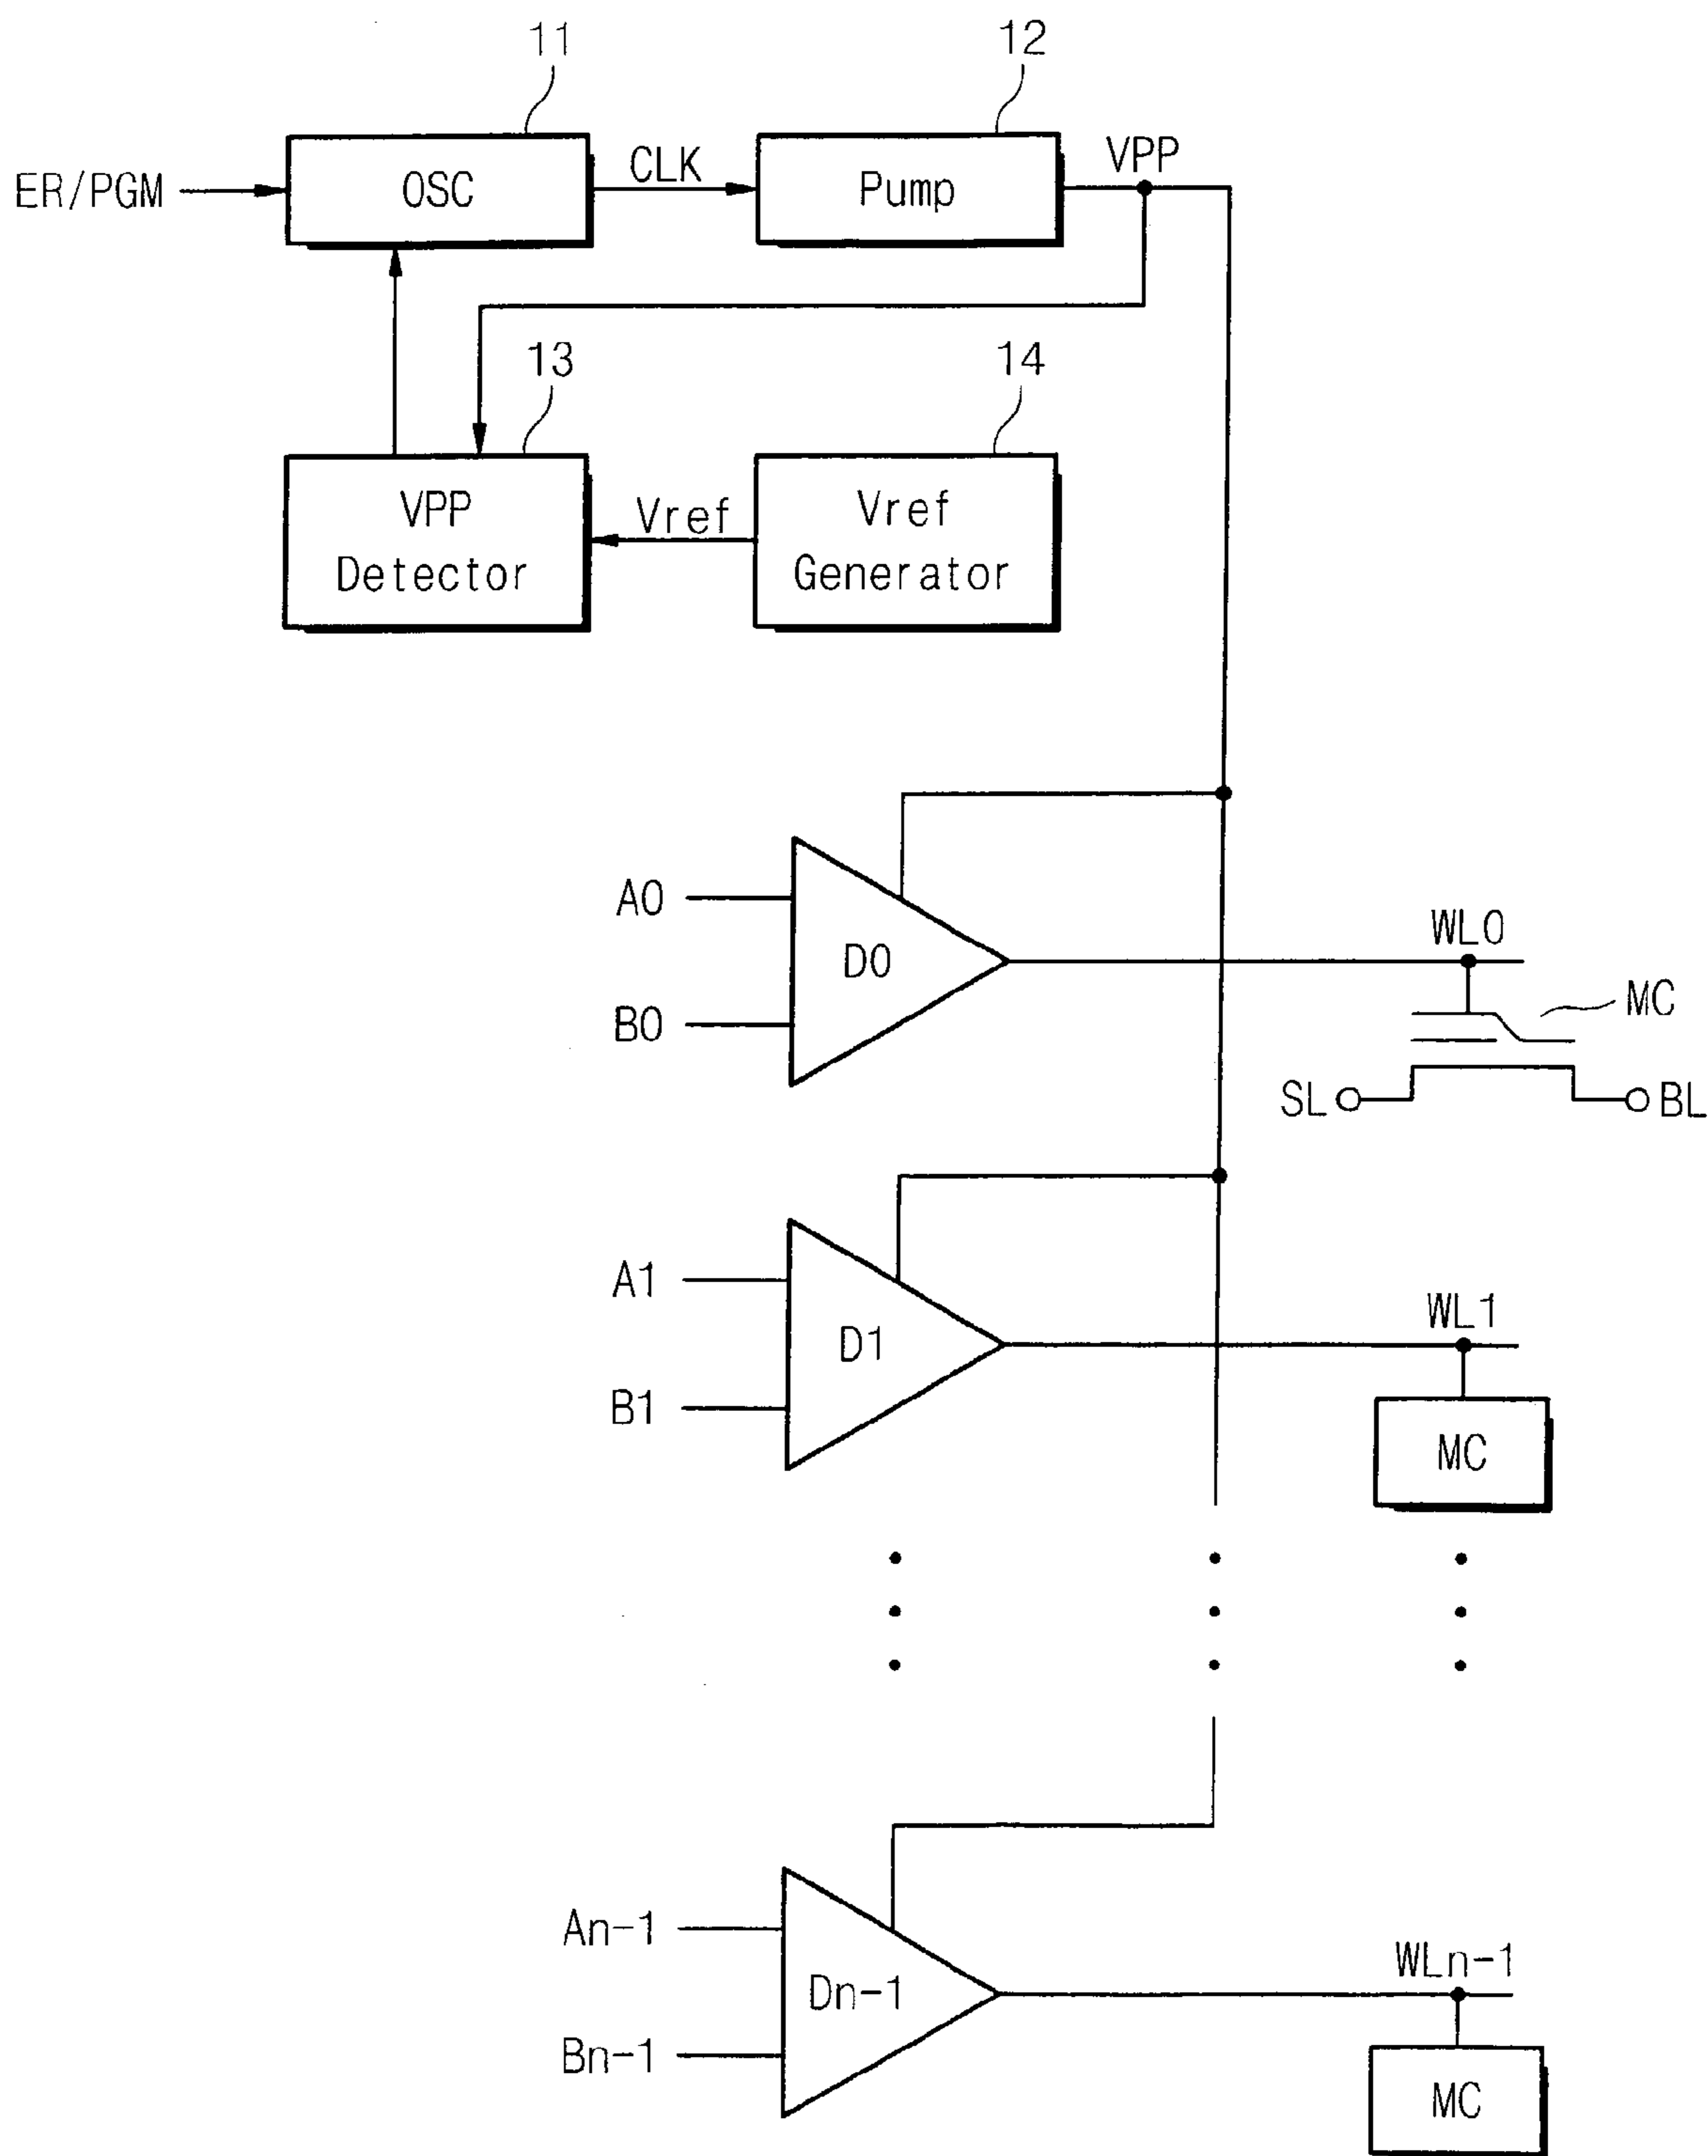 11
12
ER/PGM
OSC
CLK
Pump
VPP
13
14
VPP
Detector
Vref
Vref
Generator
A0
B0
D0
WL0
MC
SL
BL
A1
B1
D1
WL1
MC
An-1
Bn-1
Dn-1
WLn-1
MC